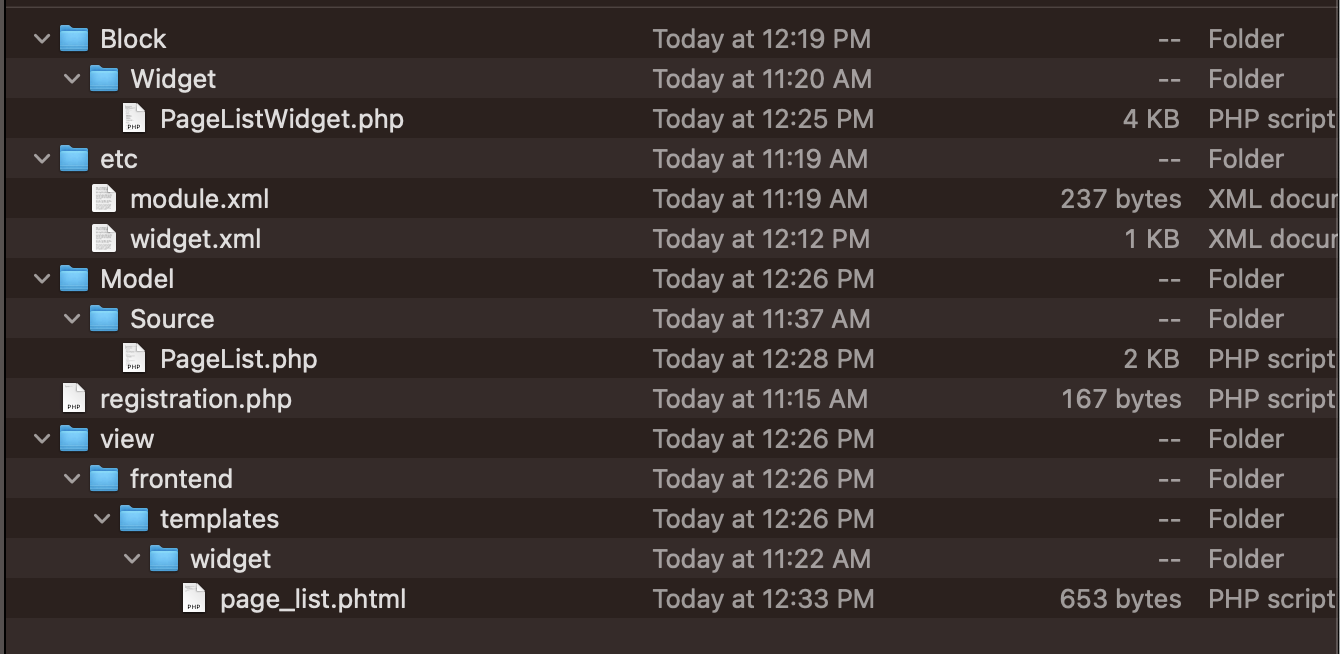 Block Today at 12:19 PM -- Folder
Widget Today at 11:20 AM -- Folder
PHP PageListWidget.php Today at 12:25 PM 4 KB PHP script
etc Today at 11:19 AM -- Folder
module.xml Today at 11:19 AM 237 bytes XML docur
widget.xml Today at 12:12 PM 1 KB XML docur
Model Today at 12:26 PM -- Folder
Source Today at 11:37 AM -- Folder
PHP PageList.php Today at 12:28 PM 2 KB PHP script
PHP registration.php Today at 11:15 AM 167 bytes PHP script
view Today at 12:26 PM -- Folder
frontend Today at 12:26 PM -- Folder
templates Today at 12:26 PM -- Folder
widget Today at 11:22 AM -- Folder
PHP page_list.phtml Today at 12:33 PM 653 bytes PHP script